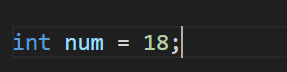 int num = 18;